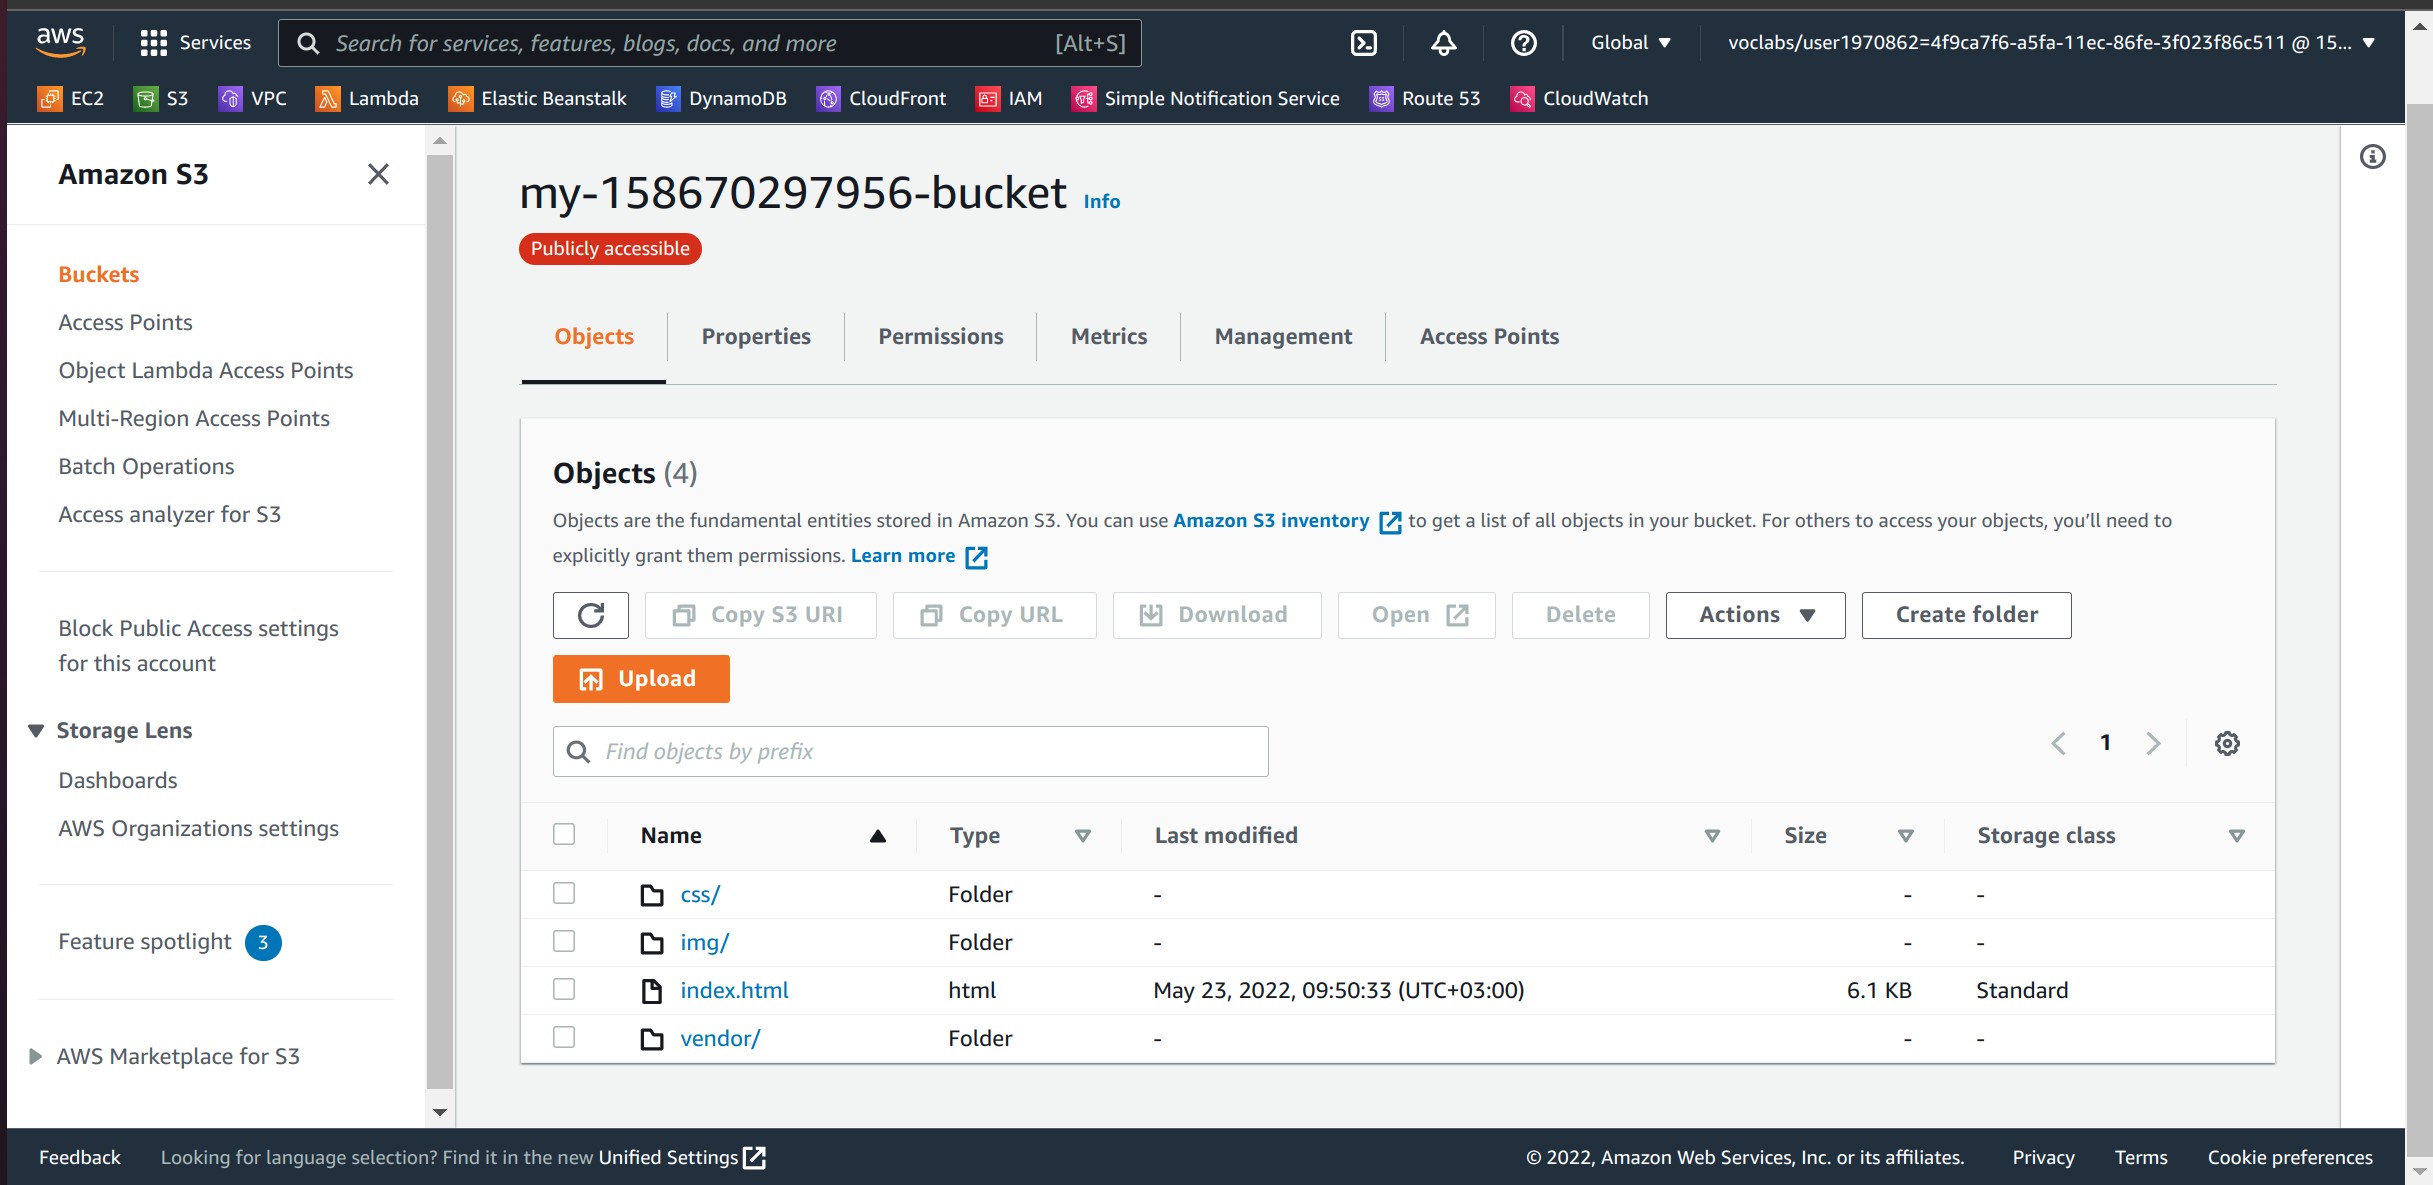 aws
Services
Search for services, features, blogs, docs, and more [Alt+S]
Global
voclabs/user1970862=4f9ca7f6-a5fa-11ec-86fe-3f023f86c511 @ 15...
EC2 S3 VPC Lambda Elastic Beanstalk DynamoDB CloudFront IAM Simple Notification Service Route 53 CloudWatch
Amazon S3
Buckets
Access Points
Object Lambda Access Points
Multi-Region Access Points
Batch Operations
Access analyzer for S3
Block Public Access settings
for this account
Storage Lens
Dashboards
AWS Organizations settings
Feature spotlight 3
AWS Marketplace for S3
my-158670297956-bucket Info
Publicly accessible
Objects Properties Permissions Metrics Management Access Points
Objects (4)
Objects are the fundamental entities stored in Amazon S3. You can use Amazon S3 inventory to get a list of all objects in your bucket. For others to access your objects, you’ll need to
explicitly grant them permissions. Learn more
Copy S3 URI Copy URL Download Open Delete Actions Create folder
Upload
Find objects by prefix
1
Name Type Last modified Size Storage class
css/ Folder - - -
img/ Folder - - -
index.html html May 23, 2022, 09:50:33 (UTC+03:00) 6.1 KB Standard
vendor/ Folder - - -
Feedback Looking for language selection? Find it in the new Unified Settings © 2022, Amazon Web Services, Inc. or its affiliates. Privacy Terms Cookie preferences